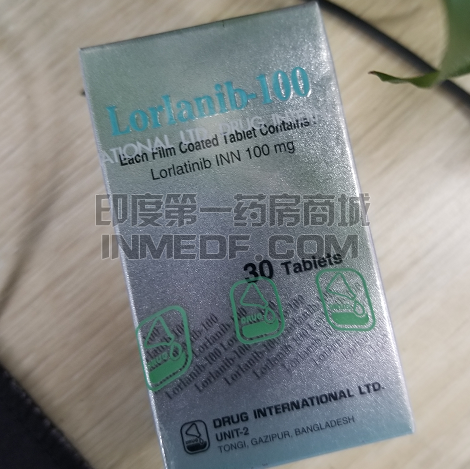 Lorlanib-100
Each Film Coated Tablet Contains :
Lorlatinib INN 100 mg
印度第一药房商城
INMEDF.COM
30 Tablets
DRUG INTERNATIONAL LTD.
UNIT-2
TONGI, GAZIPUR, BANGLADESH